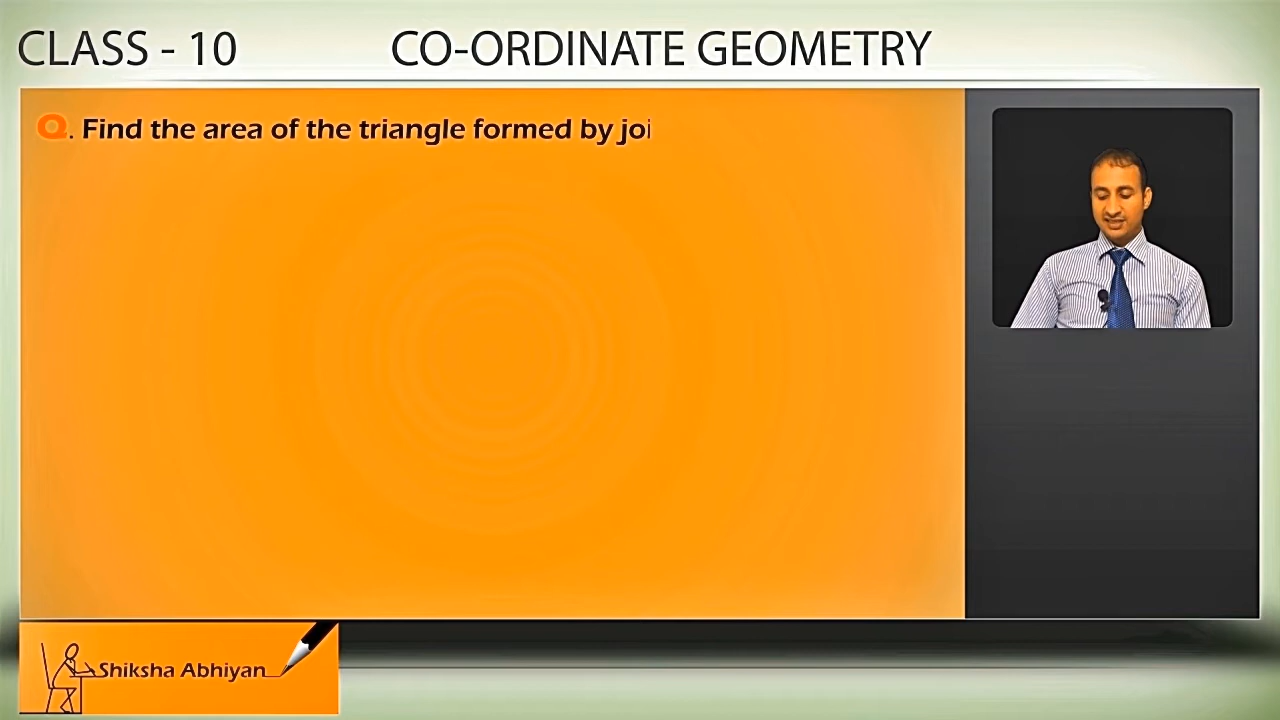 CLASS - 10 CO-ORDINATE GEOMETRY
Q. Find the area of the triangle formed by joi
Shiksha Abhiyan